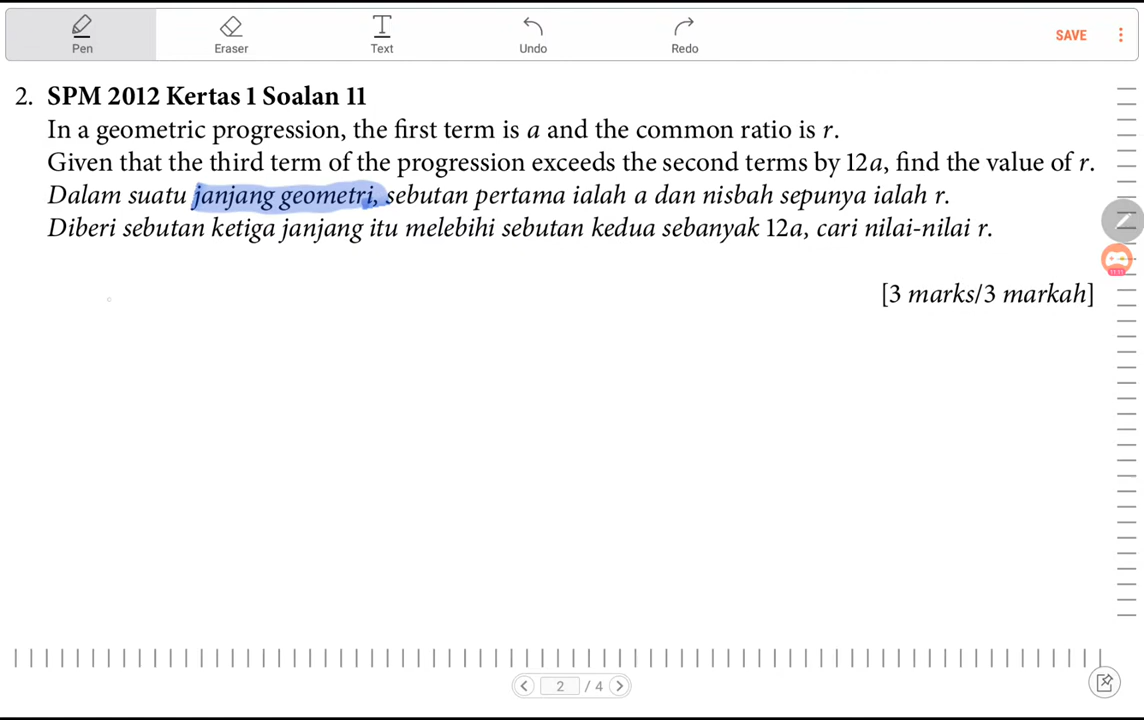 Pen
Eraser
Text
Undo
Redo
SAVE
2. SPM 2012 Kertas 1 Soalan 11
In a geometric progression, the first term is a and the common ratio is r.
Given that the third term of the progression exceeds the second terms by 12a, find the value of r.
Dalam suatu janjang geometri, sebutan pertama ialah a dan nisbah sepunya ialah r.
Diberi sebutan ketiga janjang itu melebihi sebutan kedua sebanyak 12a, cari nilai-nilai r.
[3 marks/3 markah]
2 / 4